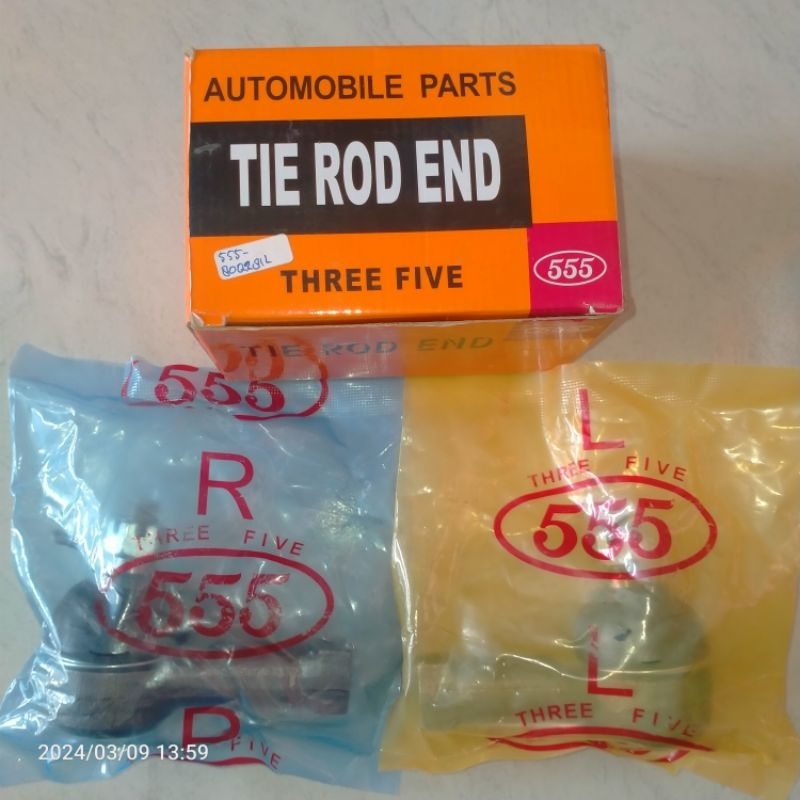 AUTOMOBILE PARTS
TIE ROD END
555-
THREE FIVE
555
TIE ROD END
555
R
THREE FIVE
555
R
FIVE
L
THREE FIVE
555
L
THREE FIVE
2024/03/09 13:59